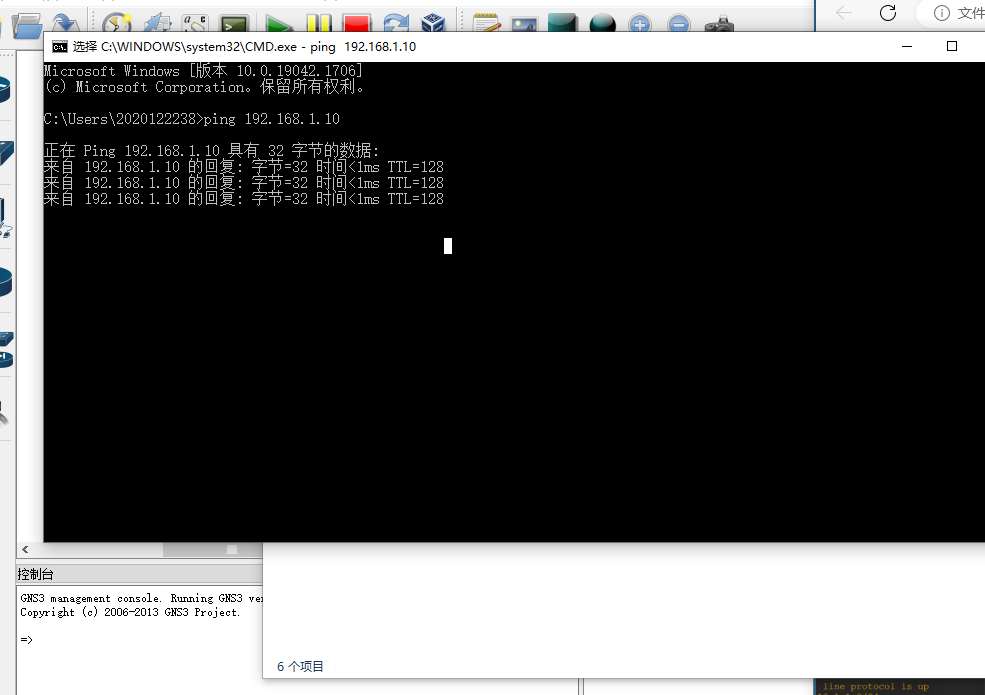 文件
选择 C:\WINDOWS\system32\CMD.exe - ping  192.168.1.10
Microsoft Windows [版本 10.0.19042.1706]
(c) Microsoft Corporation。保留所有权利。
C:\Users\2020122238>ping 192.168.1.10
正在 Ping 192.168.1.10 具有 32 字节的数据:
来自 192.168.1.10 的回复: 字节=32 时间<1ms TTL=128
来自 192.168.1.10 的回复: 字节=32 时间<1ms TTL=128
来自 192.168.1.10 的回复: 字节=32 时间<1ms TTL=128
控制台
GNS3 management console. Running GNS3
Copyright (c) 2006-2013 GNS3 Project.
=>
6 个项目
line protocol is up